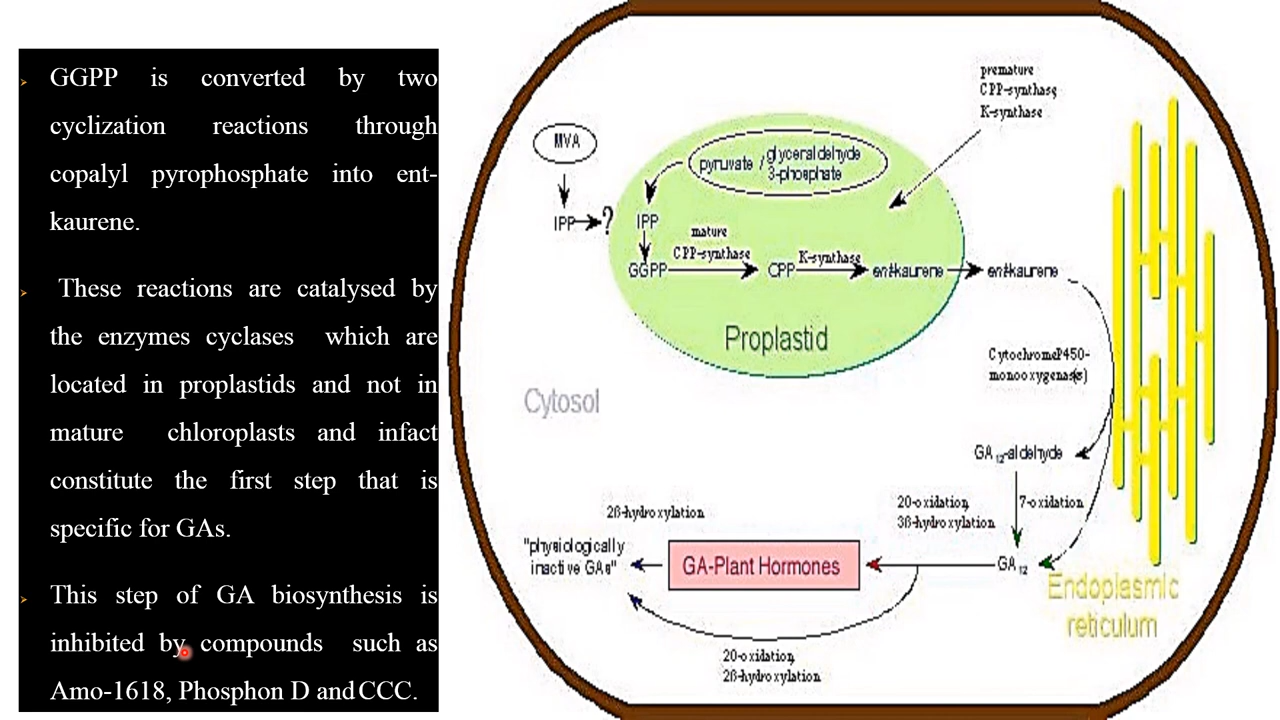 GGPP is converted by two
cyclization reactions through
copalyl pyrophosphate into ent-
kaurene.
These reactions are catalysed by
the enzymes cyclases which are
located in proplastids and not in
mature chloroplasts and infact
constitute the first step that is
specific for GAs.
This step of GA biosynthesis is
inhibited by compounds such as
Amo-1618, Phosphon D and CCC.
premature
CPP-synthase
K-synthase
MVA
pyruvate / glyceraldehyde
3-phosphate
IPP
?
IPP
mature
CPP-synthase
K-synthase
GGPP
CPP
ent-kaurene
ent-kaurene
Proplastid
CytochromeP450-
monooxygenase(s)
Cytosol
GA12-aldehyde
20-oxidation,
3ß-hydroxylation
7-oxidation
2ß-hydroxylation
"physiologically
inactive GAs"
GA-Plant Hormones
GA12
Endoplasmic
reticulum
20-oxidation,
2ß-hydroxylation